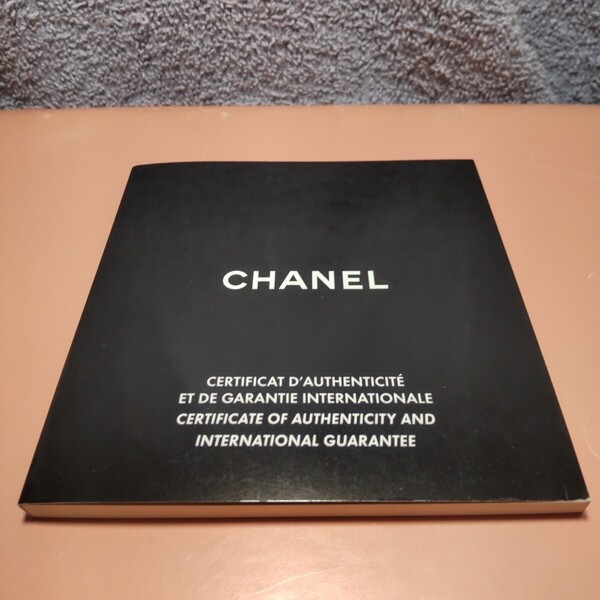 CHANEL
CERTIFICAT D'AUTHENTICITÉ
ET DE GARANTIE INTERNATIONALE
CERTIFICATE OF AUTHENTICITY AND
INTERNATIONAL GUARANTEE